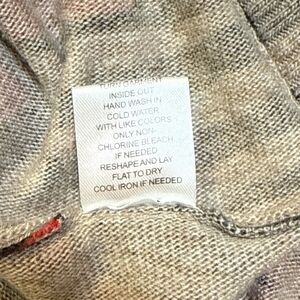 TURN GARMENT
INSIDE OUT
HAND WASH IN
COLD WATER
WITH LIKE COLORS
ONLY NON-
CHLORINE BLEACH
IF NEEDED
RESHAPE AND LAY
FLAT TO DRY
COOL IRON IF NEEDED